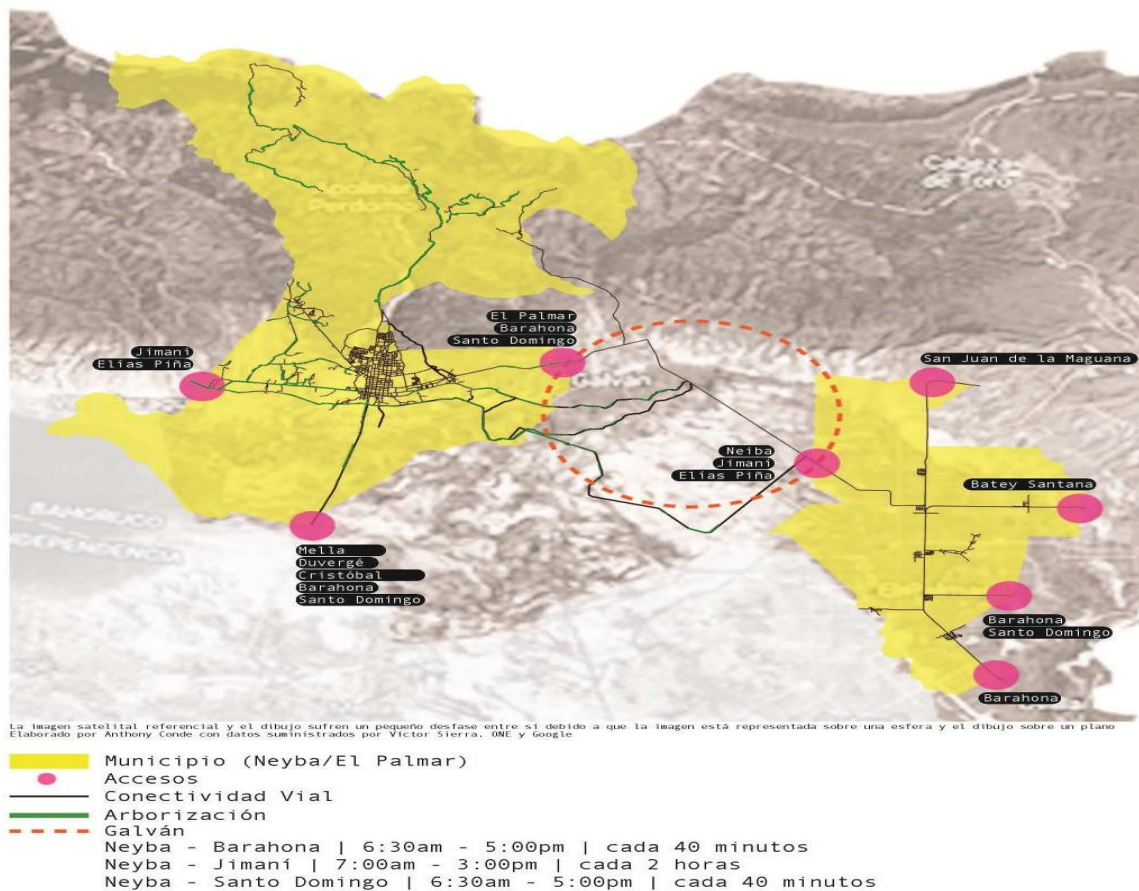 Cabeza
de Toro
El Palmar
Barahona
Santo Domingo
Jimaní
Elías Piña
San Juan de la Maguana
Galván
Neiba
Jimaní
Elías Piña
Batey Santana
BAHORUCO
INDEPENDENCIA
Mella
Duvergé
Cristóbal
Barahona
Santo Domingo
Barahona
Santo Domingo
Barahona
La imagen satelital referencial y el dibujo sufren un pequeño desfase entre sí debido a que la imagen está representada sobre una esfera y el dibujo sobre un plano
Elaborado por Anthony Conde con datos suministrados por Víctor Sierra. ONE y Google
Municipio (Neyba/El Palmar)
Accesos
Conectividad Vial
Arborización
Galván
Neyba - Barahona | 6:30am - 5:00pm | cada 40 minutos
Neyba - Jimaní | 7:00am - 3:00pm | cada 2 horas
Neyba - Santo Domingo | 6:30am - 5:00pm | cada 40 minutos